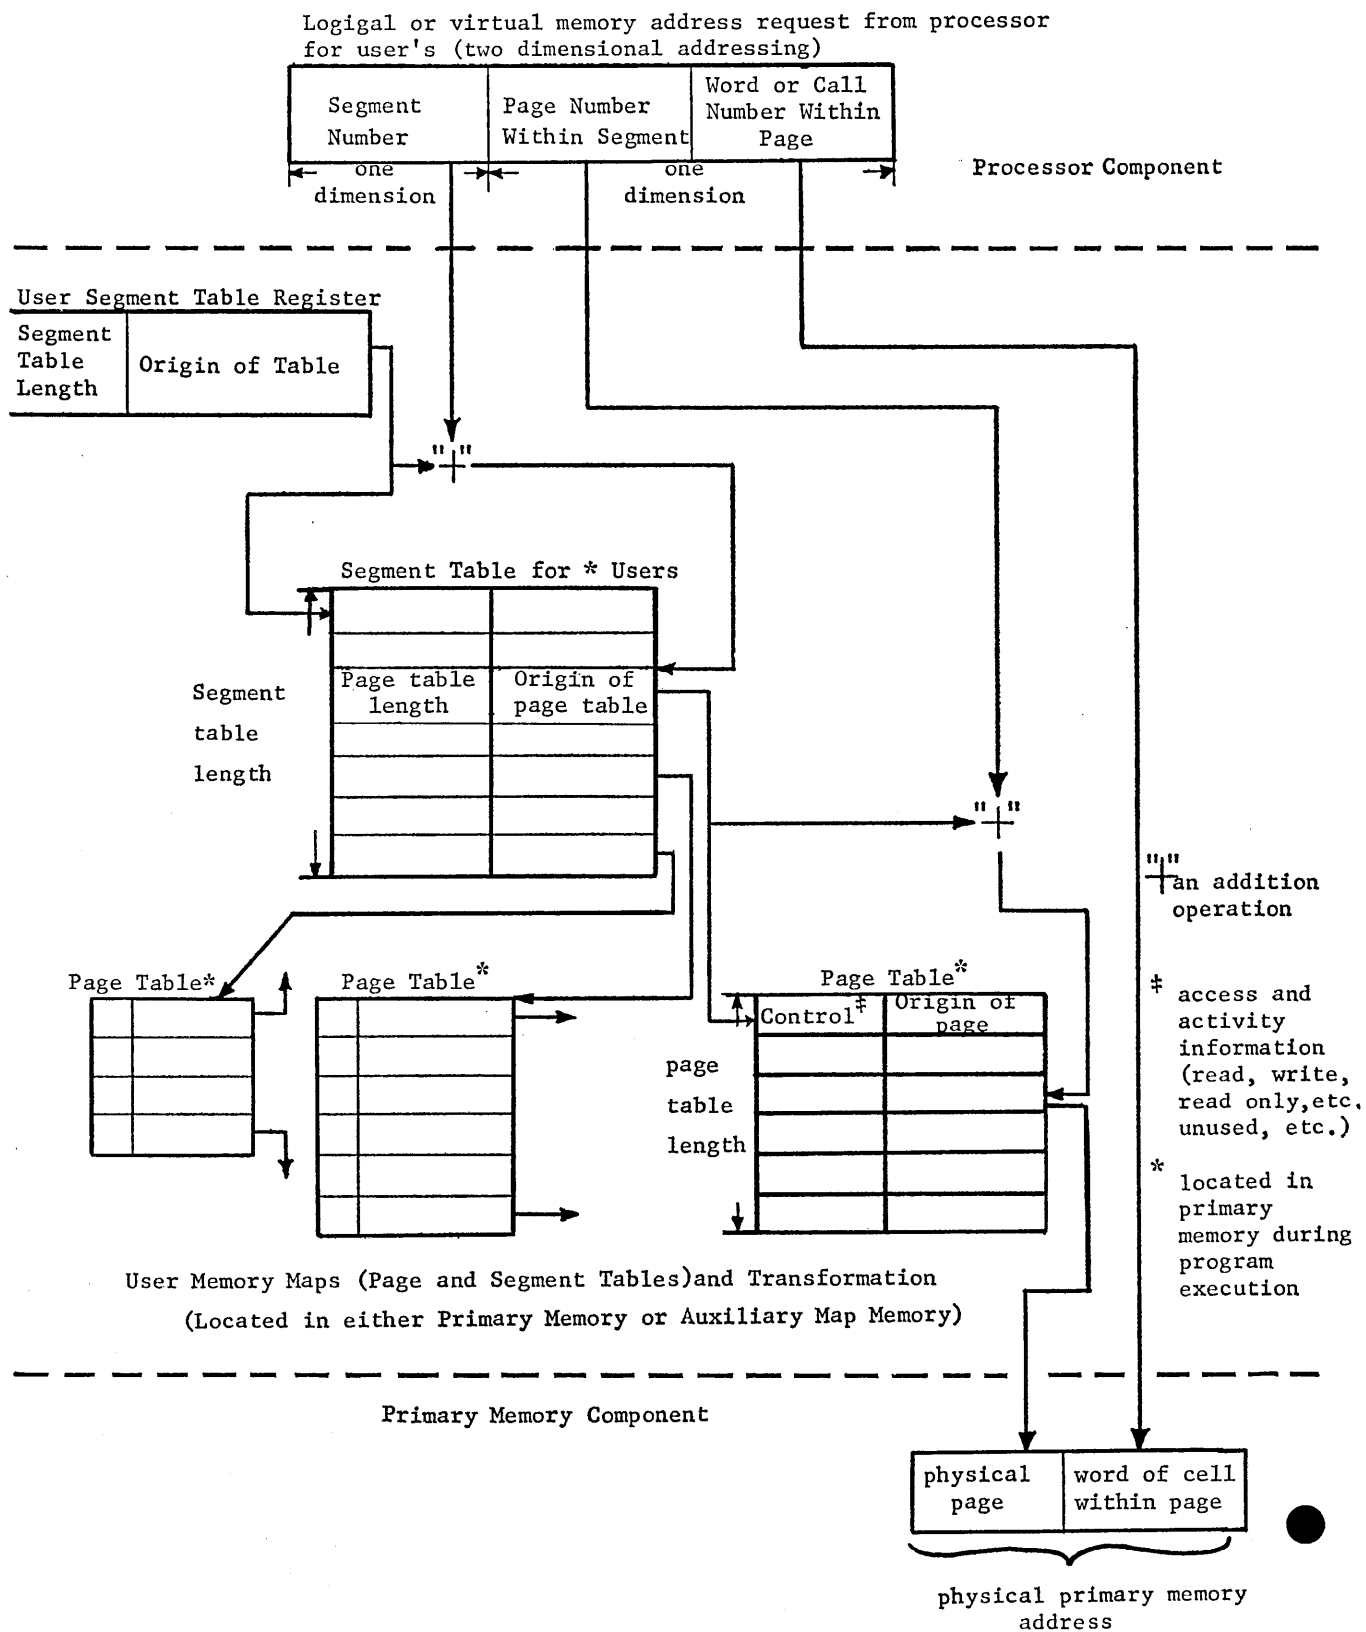 Logigal or virtual memory address request from processor
for user's (two dimensional addressing)
Segment
Number
Page Number
Within Segment
Word or Call
Number Within
Page
one
dimension
one
dimension
Processor Component
User Segment Table Register
Segment
Table
Length
Origin of Table
"+"
Segment Table for * Users
Segment
table
length
Page table
length
Origin of
page table
"+"
"+" an addition
operation
Page Table*
Page Table*
Page Table*
Control‡
Origin of
page
page
table
length
‡ access and
activity
information
(read, write,
read only,etc.
unused, etc.)
* located in
primary
memory during
program
execution
User Memory Maps (Page and Segment Tables)and Transformation
(Located in either Primary Memory or Auxiliary Map Memory)
Primary Memory Component
physical
page
word of cell
within page
physical primary memory
address